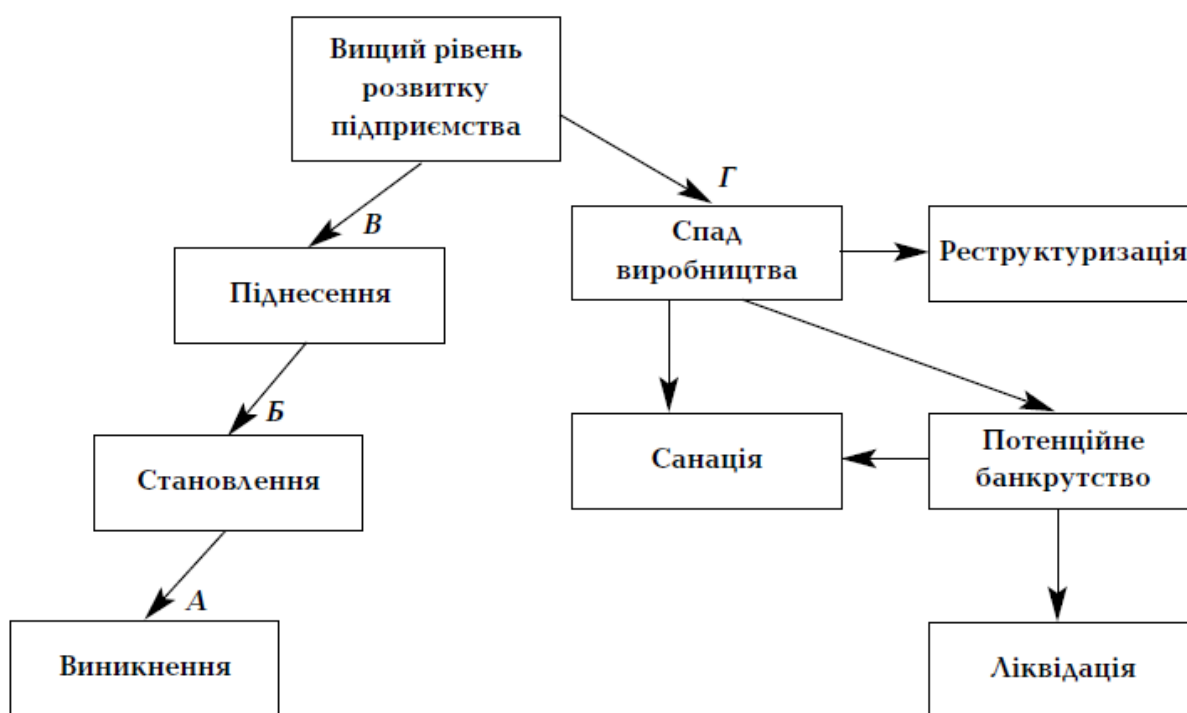 Вищий рівень
розвитку
підприємства
Г
В
Спад
виробництва
Реструктуризація
Піднесення
Б
Санація
Потенційне
банкрутство
Становлення
А
Виникнення
Ліквідація